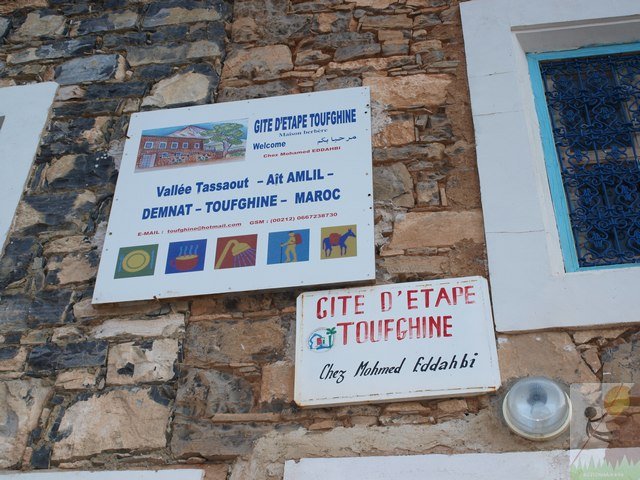 GITE D'ETAPE TOUFGHINE
Maison berbère
Welcome مرحبا بكم
Chez Mohamed EDDAHBI
Vallée Tassaout - Aït AMLIL -
DEMNAT - TOUFGHINE - MAROC
E-MAIL : toufghine@hotmail.com GSM : (00212) 0667238730
GITE D'ETAPE
TOUFGHINE
Chez Mohmed Eddahbi